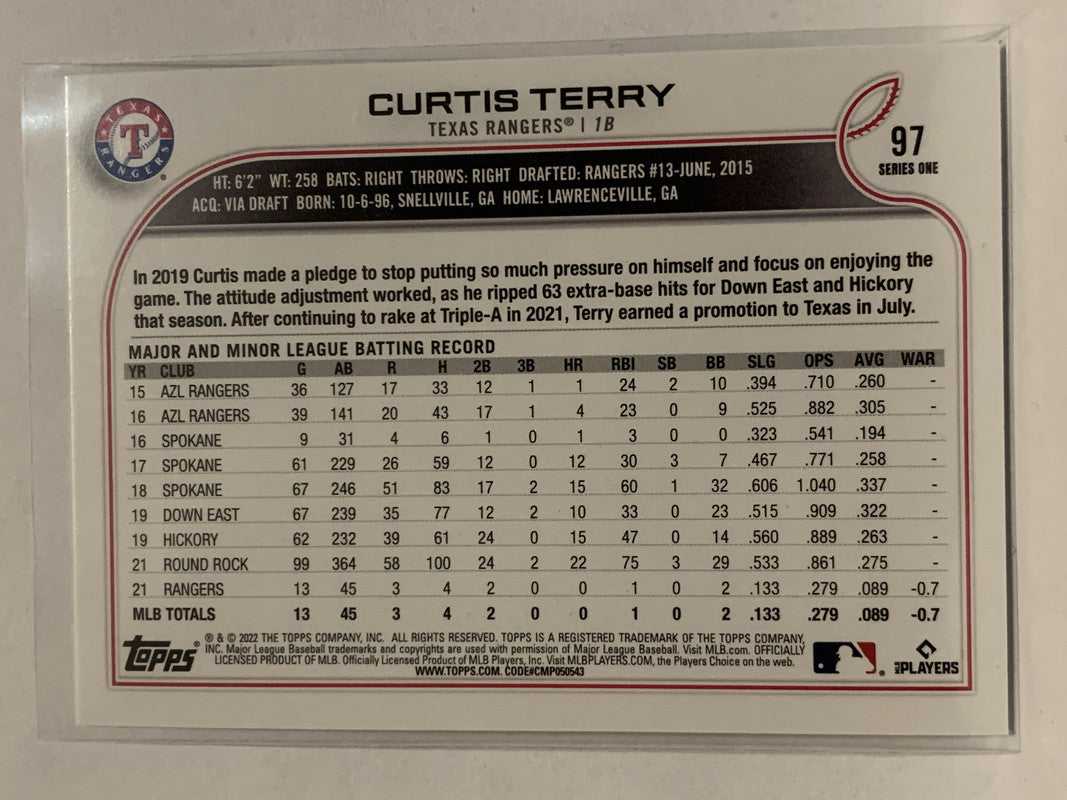 TEXAS RANGERS
T
CURTIS TERRY
TEXAS RANGERS® | 1B
97
SERIES ONE
HT: 6'2" WT: 258 BATS: RIGHT THROWS: RIGHT DRAFTED: RANGERS #13-JUNE, 2015
ACQ: VIA DRAFT BORN: 10-6-96, SNELLVILLE, GA HOME: LAWRENCEVILLE, GA
In 2019 Curtis made a pledge to stop putting so much pressure on himself and focus on enjoying the
game. The attitude adjustment worked, as he ripped 63 extra-base hits for Down East and Hickory
that season. After continuing to rake at Triple-A in 2021, Terry earned a promotion to Texas in July.
MAJOR AND MINOR LEAGUE BATTING RECORD
YR CLUB G AB R H 2B 3B HR RBI SB BB SLG OPS AVG WAR
15 AZL RANGERS 36 127 17 33 12 1 1 24 2 10 .394 .710 .260 -
16 AZL RANGERS 39 141 20 43 17 1 4 23 0 9 .525 .882 .305 -
16 SPOKANE 9 31 4 6 1 0 1 3 0 0 .323 .541 .194 -
17 SPOKANE 61 229 26 59 12 0 12 30 3 7 .467 .771 .258 -
18 SPOKANE 67 246 51 83 17 2 15 60 1 32 .606 1.040 .337 -
19 DOWN EAST 67 239 35 77 12 2 10 33 0 23 .515 .909 .322 -
19 HICKORY 62 232 39 61 24 0 15 47 0 14 .560 .889 .263 -
21 ROUND ROCK 99 364 58 100 24 2 22 75 3 29 .533 .861 .275 -
21 RANGERS 13 45 3 4 2 0 0 1 0 2 .133 .279 .089 -0.7
MLB TOTALS 13 45 3 4 2 0 0 1 0 2 .133 .279 .089 -0.7
Topps®
® & © 2022 THE TOPPS COMPANY, INC. ALL RIGHTS RESERVED. TOPPS IS A REGISTERED TRADEMARK OF THE TOPPS COMPANY,
INC. Major League Baseball trademarks and copyrights are used with permission of Major League Baseball. Visit MLB.com. OFFICIALLY
LICENSED PRODUCT OF MLB. Officially Licensed Product of MLB Players, Inc. Visit MLBPLAYERS.COM, the Players Choice on the web.
WWW.TOPPS.COM. CODE#CMP050543
MLB PLAYERS